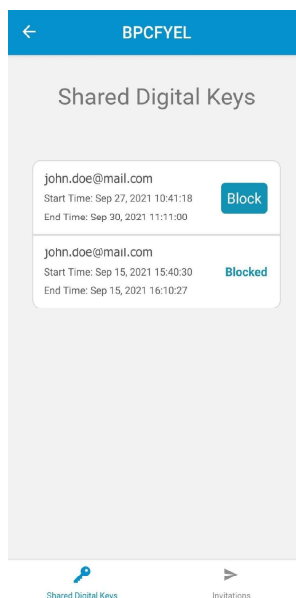 BPCFYEL
Shared Digital Keys
john.doe@mail.com
Start Time: Sep 27, 2021 10:41:18
End Time: Sep 30, 2021 11:11:00
Block
john.doe@mail.com
Start Time: Sep 15, 2021 15:40:30
End Time: Sep 15, 2021 16:10:27
Blocked
Shared Digital Keys
Invitations